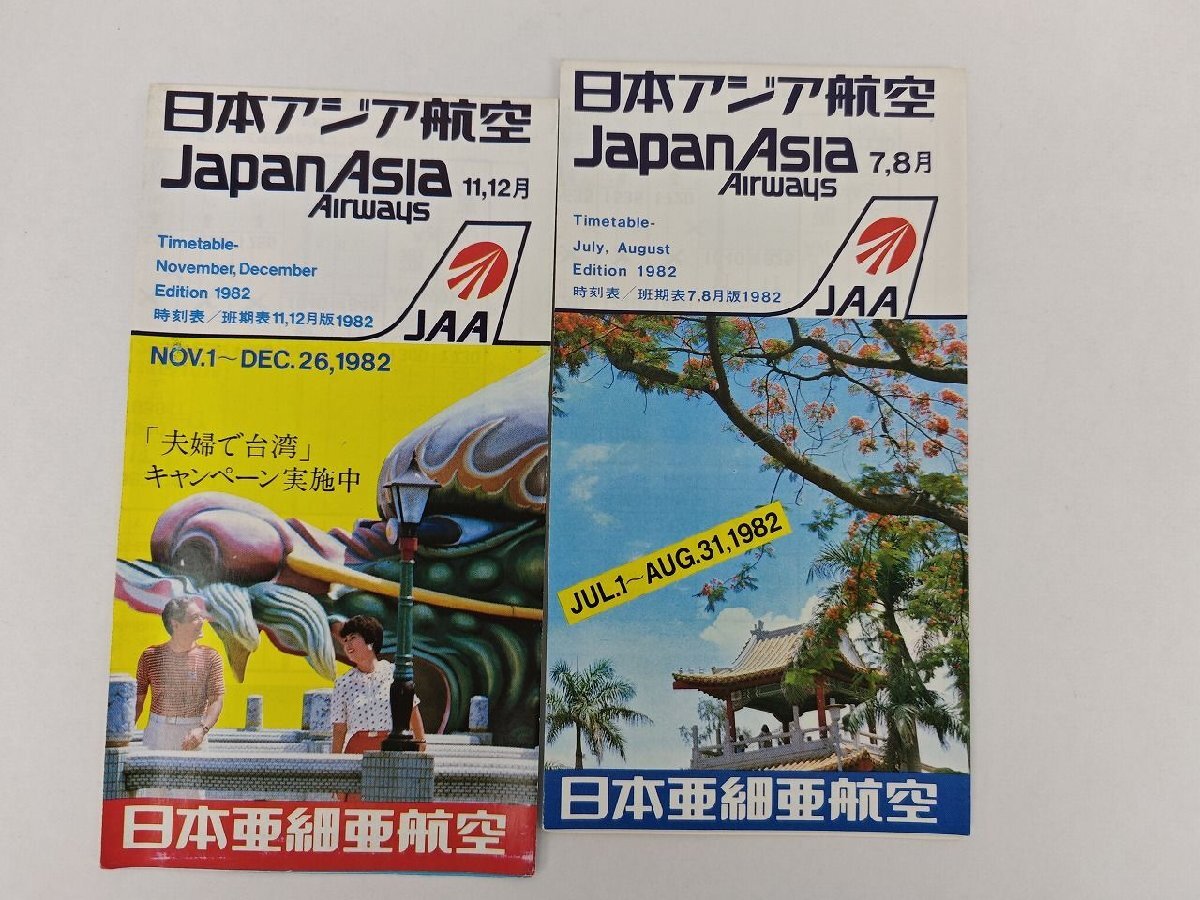 日本アジア航空
JapanAsia
Airways
11,12月
Timetable-
November, December
Edition 1982
時刻表／班期表11,12月版1982
JAA
NOV.1～DEC.26,1982
「夫婦で台湾」
キャンペーン実施中
日本亜細亜航空
日本アジア航空
JapanAsia
Airways
7,8月
Timetable-
July, August
Edition 1982
時刻表／班期表7,8月版1982
JAA
JUL.1～AUG.31,1982
日本亜細亜航空